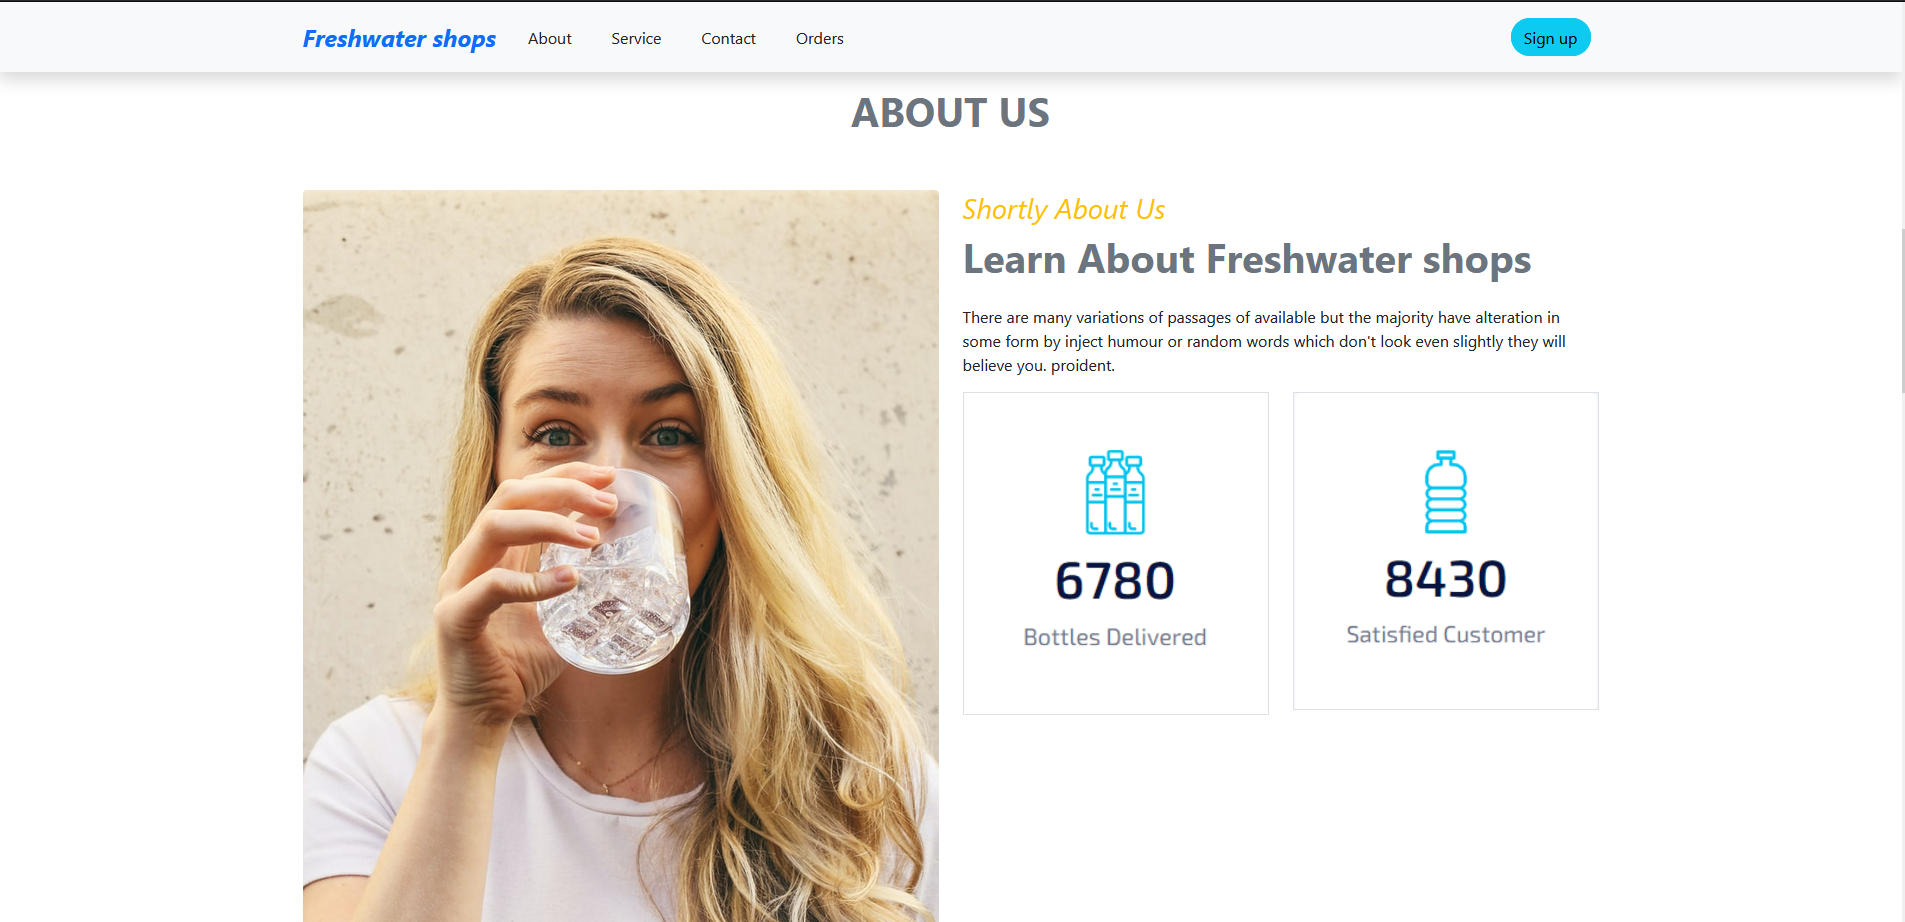 Freshwater shops
About
Service
Contact
Orders
Sign up
ABOUT US
Shortly About Us
Learn About Freshwater shops
There are many variations of passages of available but the majority have alteration in
some form by inject humour or random words which don't look even slightly they will
believe you. proident.
6780
Bottles Delivered
8430
Satisfied Customer